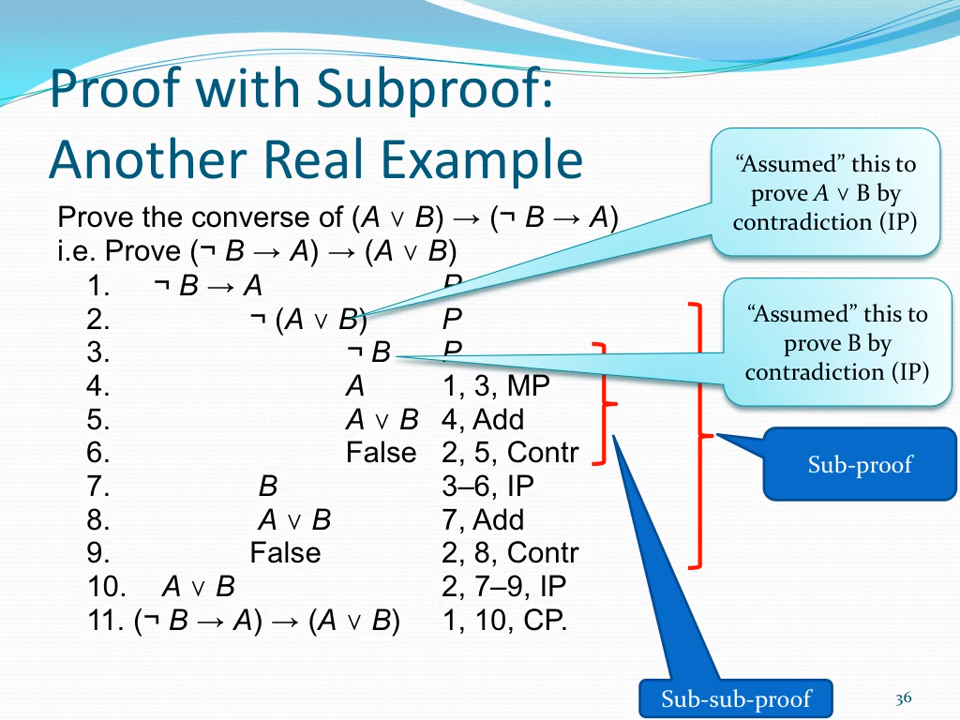 Proof with Subproof:
Another Real Example
Prove the converse of (A ∨ B) → (¬ B → A)
i.e. Prove (¬ B → A) → (A ∨ B)
1. ¬ B → A P
2. ¬ (A ∨ B) P
3. ¬ B P
4. A 1, 3, MP
5. A ∨ B 4, Add
6. False 2, 5, Contr
7. B 3–6, IP
8. A ∨ B 7, Add
9. False 2, 8, Contr
10. A ∨ B 2, 7–9, IP
11. (¬ B → A) → (A ∨ B) 1, 10, CP.
“Assumed” this to
prove A ∨ B by
contradiction (IP)
“Assumed” this to
prove B by
contradiction (IP)
Sub-proof
Sub-sub-proof
36